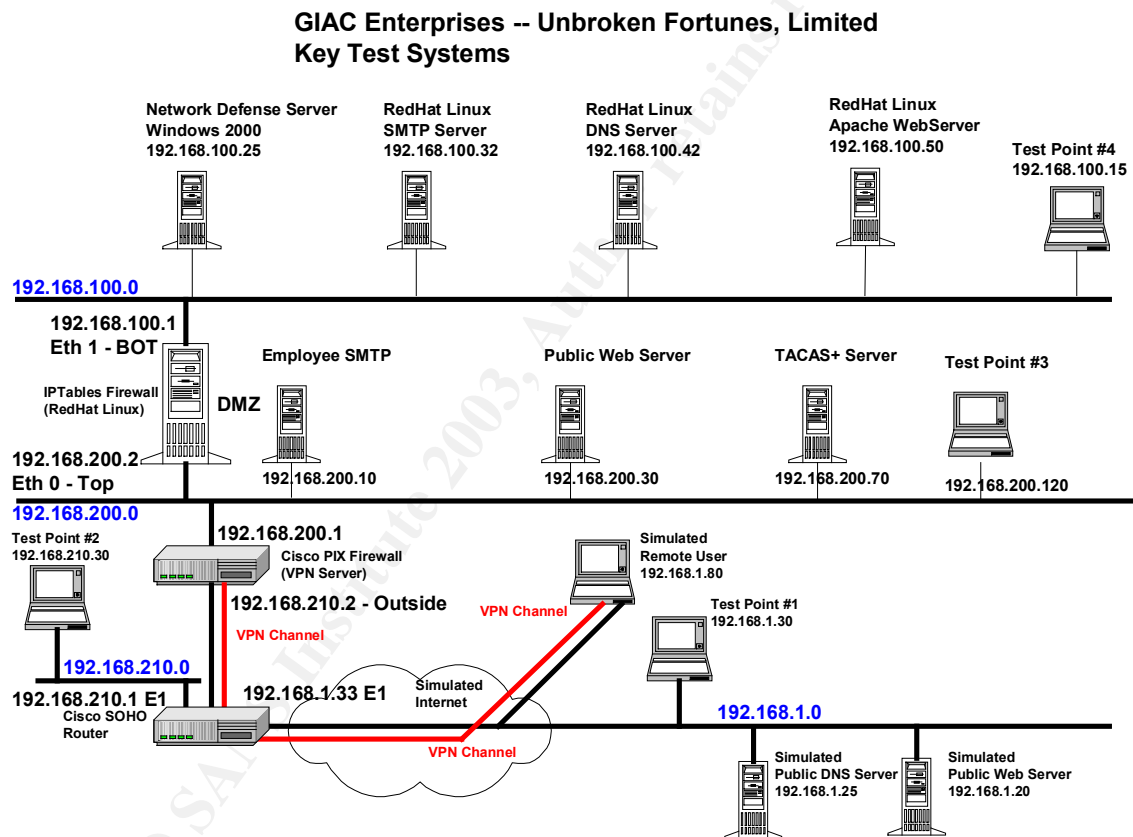 GIAC Enterprises -- Unbroken Fortunes, Limited
Key Test Systems
Network Defense Server
Windows 2000
192.168.100.25
RedHat Linux
SMTP Server
192.168.100.32
RedHat Linux
DNS Server
192.168.100.42
RedHat Linux
Apache WebServer
192.168.100.50
Test Point #4
192.168.100.15
192.168.100.0
192.168.100.1
Eth 1 - BOT
IPTables Firewall
(RedHat Linux)
DMZ
Employee SMTP
Public Web Server
TACAS+ Server
Test Point #3
192.168.200.2
Eth 0 - Top
192.168.200.10
192.168.200.30
192.168.200.70
192.168.200.120
192.168.200.0
Test Point #2
192.168.210.30
192.168.200.1
Cisco PIX Firewall
(VPN Server)
192.168.210.2 - Outside
VPN Channel
Simulated
Remote User
192.168.1.80
VPN Channel
Test Point #1
192.168.1.30
192.168.210.0
192.168.210.1 E1
Cisco SOHO
Router
192.168.1.33 E1
Simulated
Internet
VPN Channel
192.168.1.0
Simulated
Public DNS Server
192.168.1.25
Simulated
Public Web Server
192.168.1.20
SANS Institute 2003, Author retains